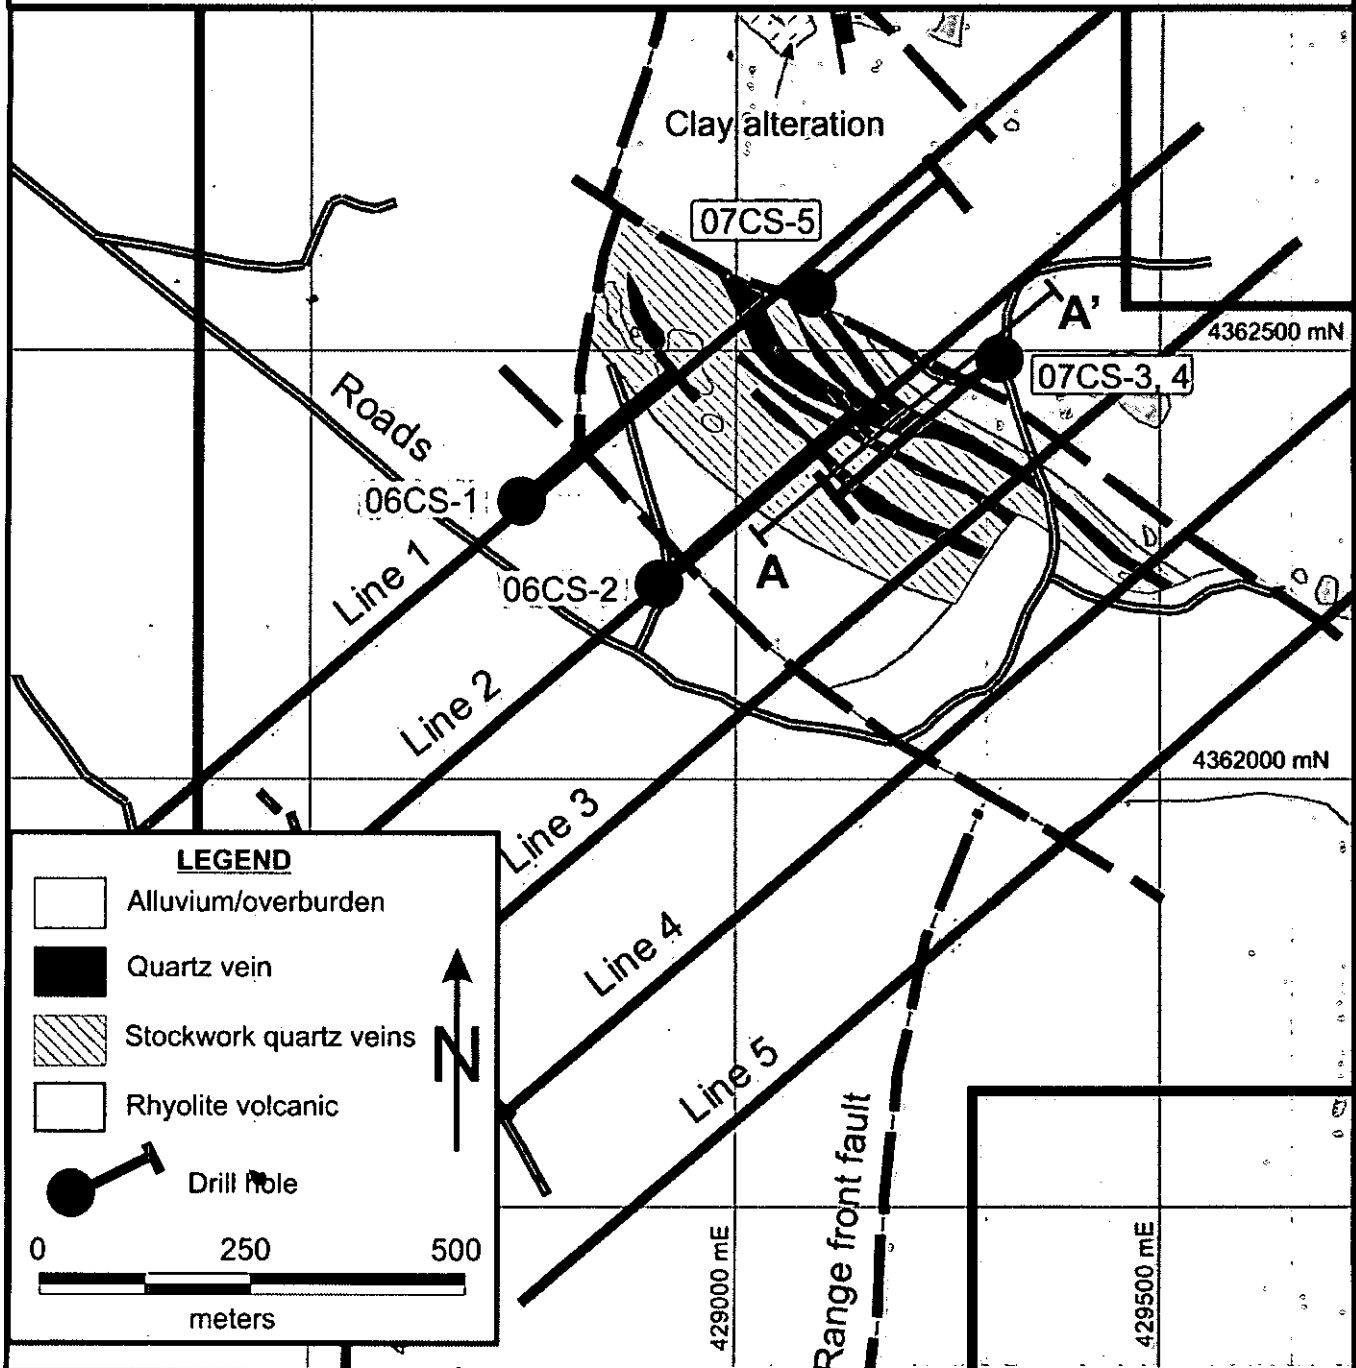 Clay alteration
07CS-5
A'
4362500 mN
07CS-3, 4
Roads
06CS-1
A
06CS-2
Line 1
Line 2
4362000 mN
Line 3
Line 4
Line 5
Range front fault
429000 mE
429500 mE
LEGEND
Alluvium/overburden
Quartz vein
Stockwork quartz veins
N
Rhyolite volcanic
Drill hole
0 250 500
meters